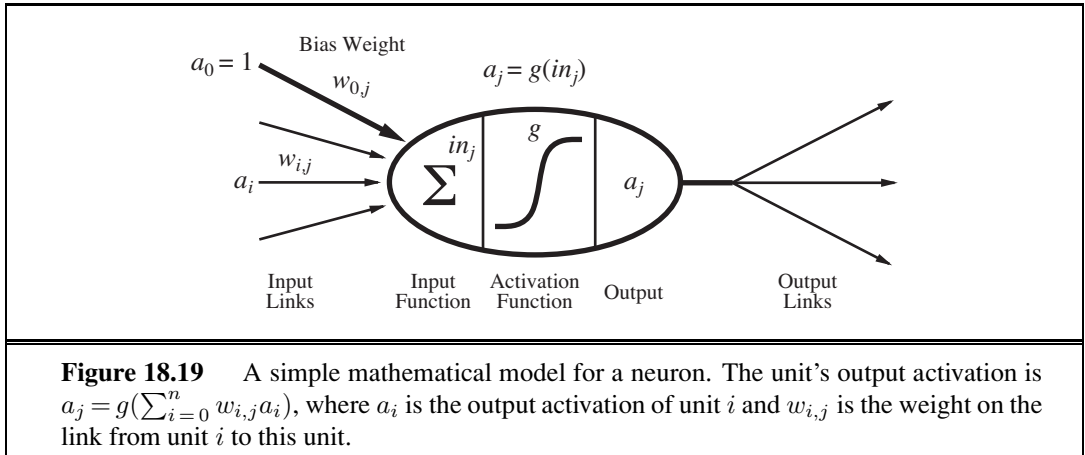 Bias Weight
a₀ = 1
w₀,ⱼ
aⱼ = g(inⱼ)
inⱼ
g
wᵢ,ⱼ
aᵢ
Σ
aⱼ
Input
Links
Input
Function
Activation
Function
Output
Output
Links
Figure 18.19 A simple mathematical model for a neuron. The unit's output activation is
aⱼ = g(∑ⁿᵢ₌₀ wᵢ,ⱼaᵢ), where aᵢ is the output activation of unit i and wᵢ,ⱼ is the weight on the
link from unit i to this unit.